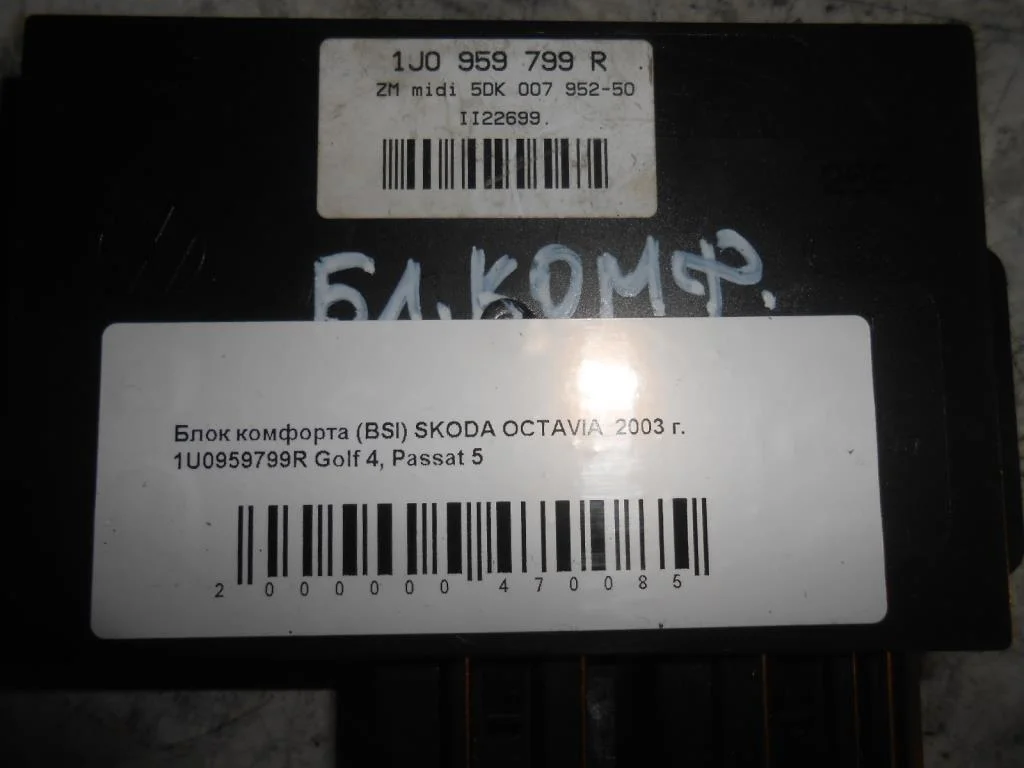 1J0 959 799 R
ZM midi 5DK 007 952-50
II22699.
БЛ.КОМФ.
Блок комфорта (BSI) SKODA OCTAVIA 2003 г.
1U0959799R Golf 4, Passat 5
2 000000 470085